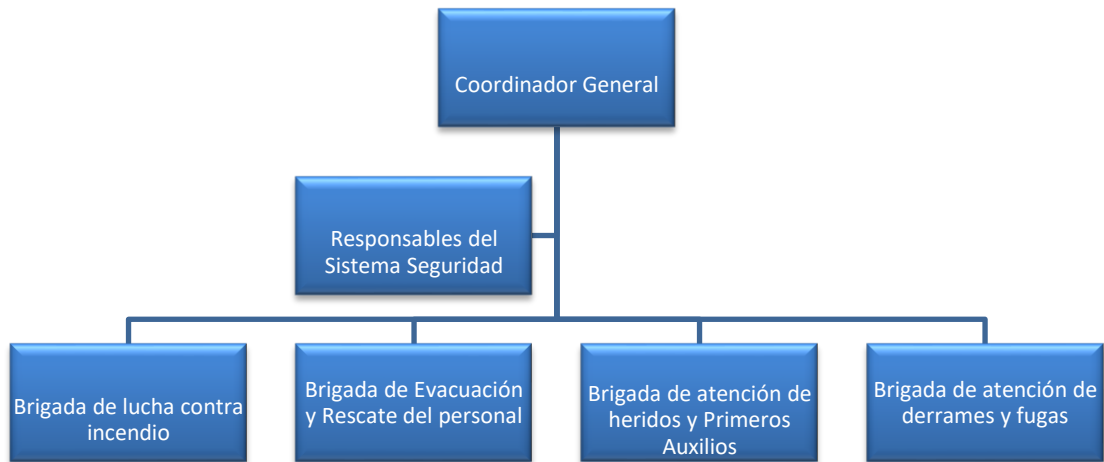 Coordinador General
Responsables del
Sistema Seguridad
Brigada de lucha contra
incendio
Brigada de Evacuación
y Rescate del personal
Brigada de atención de
heridos y Primeros
Auxilios
Brigada de atención de
derrames y fugas